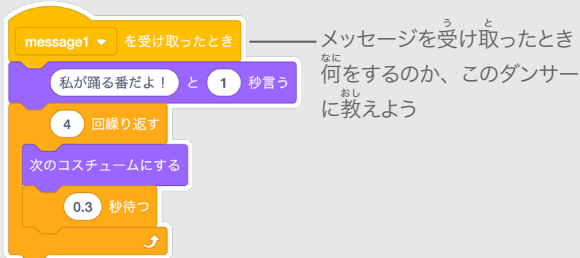 message1 を受け取ったとき
私が踊る番だよ！ と 1 秒言う
4 回繰り返す
次のコスチュームにする
0.3 秒待つ
メッセージを受け取ったとき
何をするのか、このダンサー
に教えよう